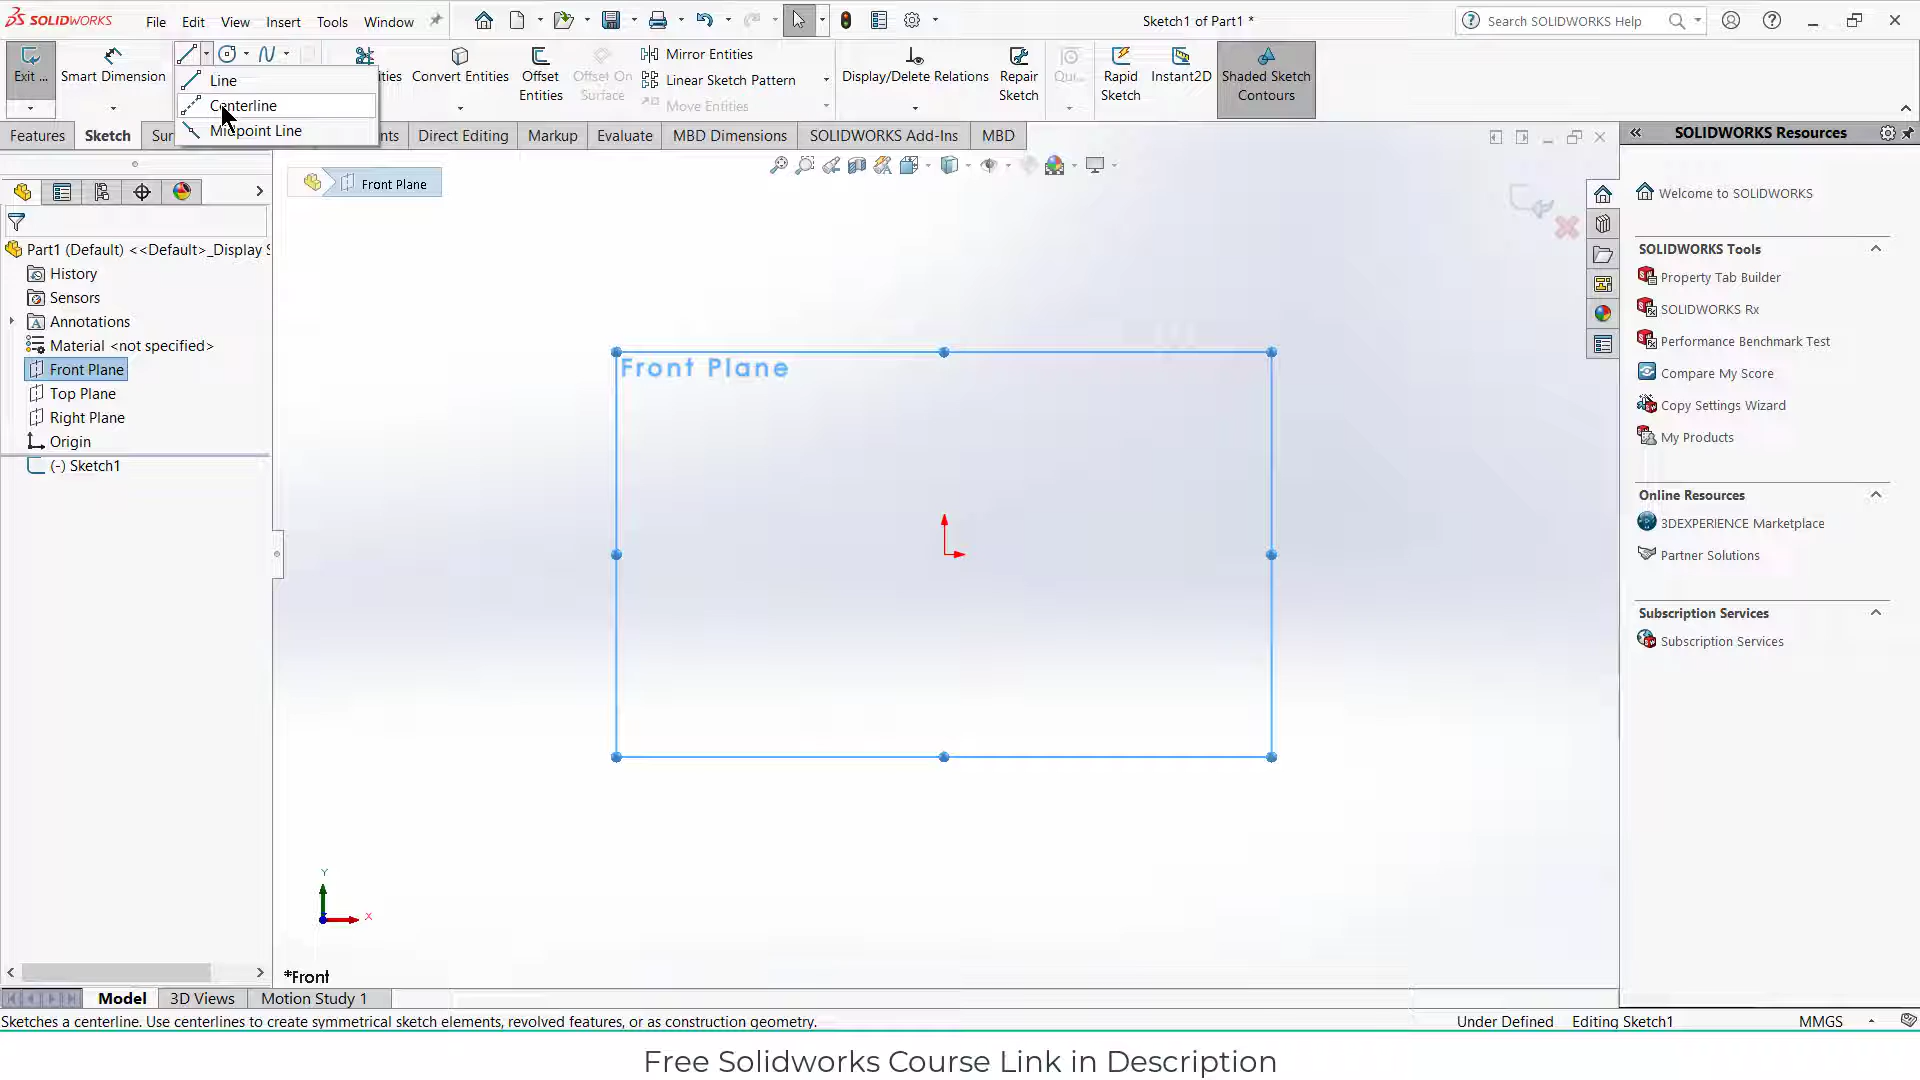 SOLIDWORKS File Edit View Insert Tools Window Sketch1 of Part1 * Search SOLIDWORKS Help
Exit ... Smart Dimension
Line
Centerline
Midpoint Line
Convert Entities
Offset Entities
Offset On Surface
Mirror Entities
Linear Sketch Pattern
Move Entities
Display/Delete Relations
Repair Sketch
Qui...
Rapid Sketch
Instant2D
Shaded Sketch Contours
Features Sketch Direct Editing Markup Evaluate MBD Dimensions SOLIDWORKS Add-Ins MBD
Front Plane
Part1 (Default) <<Default>_Display
History
Sensors
Annotations
Material <not specified>
Front Plane
Top Plane
Right Plane
Origin
(-) Sketch1
Front Plane
Y
X
*Front
SOLIDWORKS Resources
Welcome to SOLIDWORKS
SOLIDWORKS Tools
Property Tab Builder
SOLIDWORKS Rx
Performance Benchmark Test
Compare My Score
Copy Settings Wizard
My Products
Online Resources
3DEXPERIENCE Marketplace
Partner Solutions
Subscription Services
Subscription Services
Model 3D Views Motion Study 1
Sketches a centerline. Use centerlines to create symmetrical sketch elements, revolved features, or as construction geometry. Under Defined Editing Sketch1 MMGS
Free Solidworks Course Link in Description